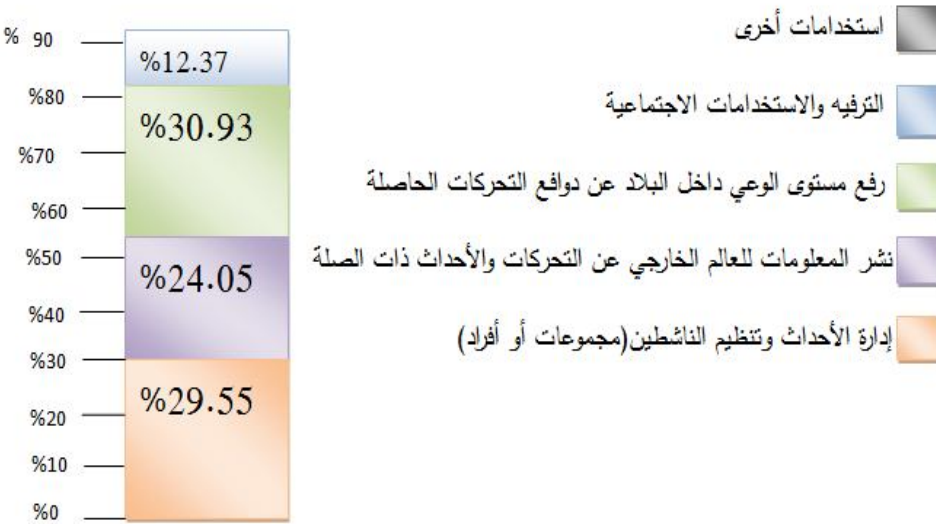 % 90
%80
%70
%60
%50
%40
%30
%20
%10
%0
%12.37
%30.93
%24.05
%29.55
استخدامات أخرى
الترفيه والاستخدامات الاجتماعية
رفع مستوى الوعي داخل البلاد عن دوافع التحركات الحاصلة
نشر المعلومات للعالم الخارجي عن التحركات والأحداث ذات الصلة
إدارة الأحداث وتنظيم الناشطين(مجموعات أو أفراد)